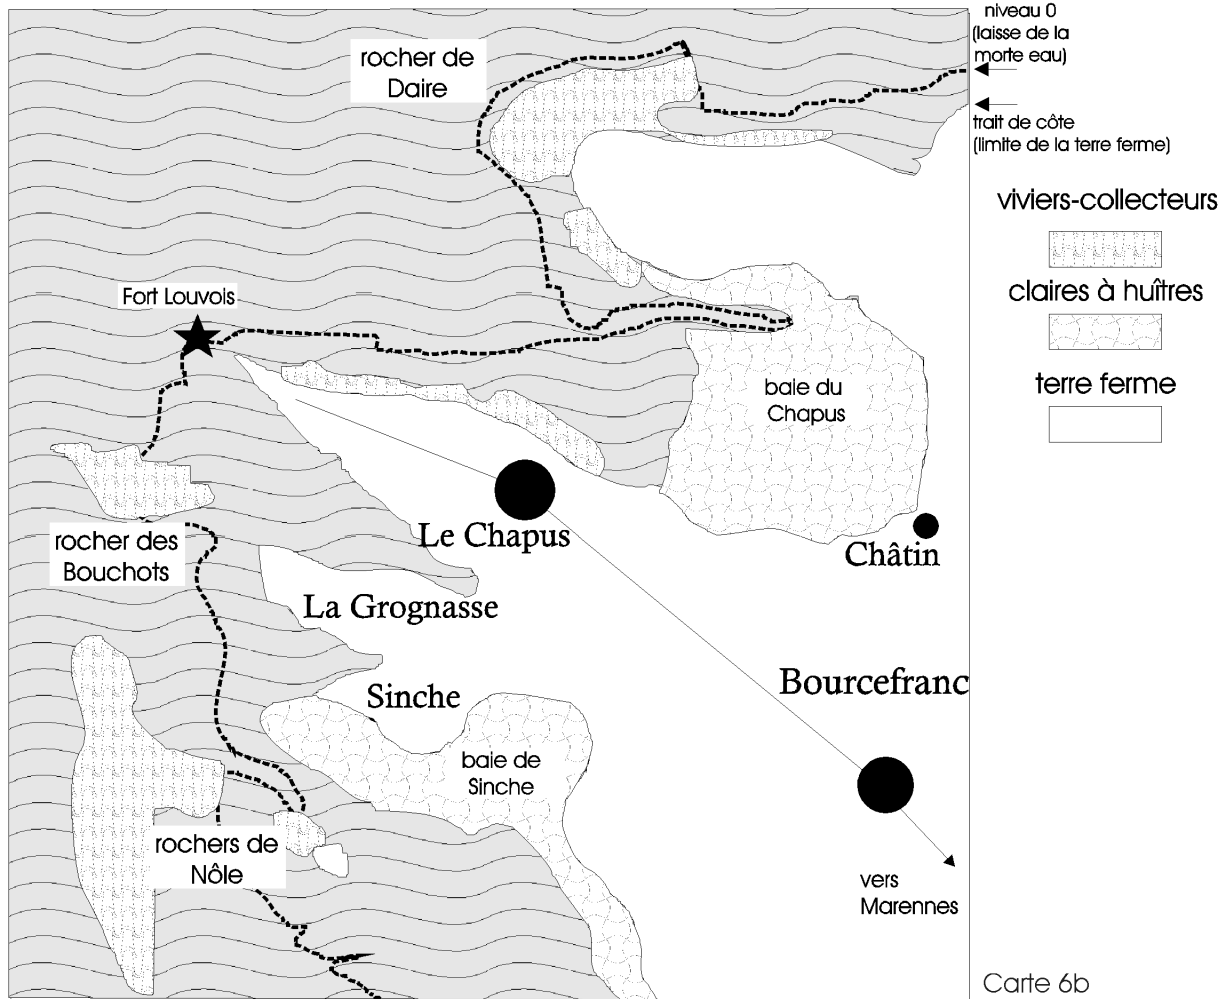 niveau 0
(laisse de la
morte eau)
rocher de
Daire
trait de côte
(limite de la terre ferme)
viviers-collecteurs
claires à huîtres
Fort Louvois
terre ferme
baie du
Chapus
Le Chapus
rocher des
Bouchots
Châtin
La Grognasse
Sinche
Bourcefranc
baie de
Sinche
rochers de
Nôle
vers
Marennes
Carte 6b